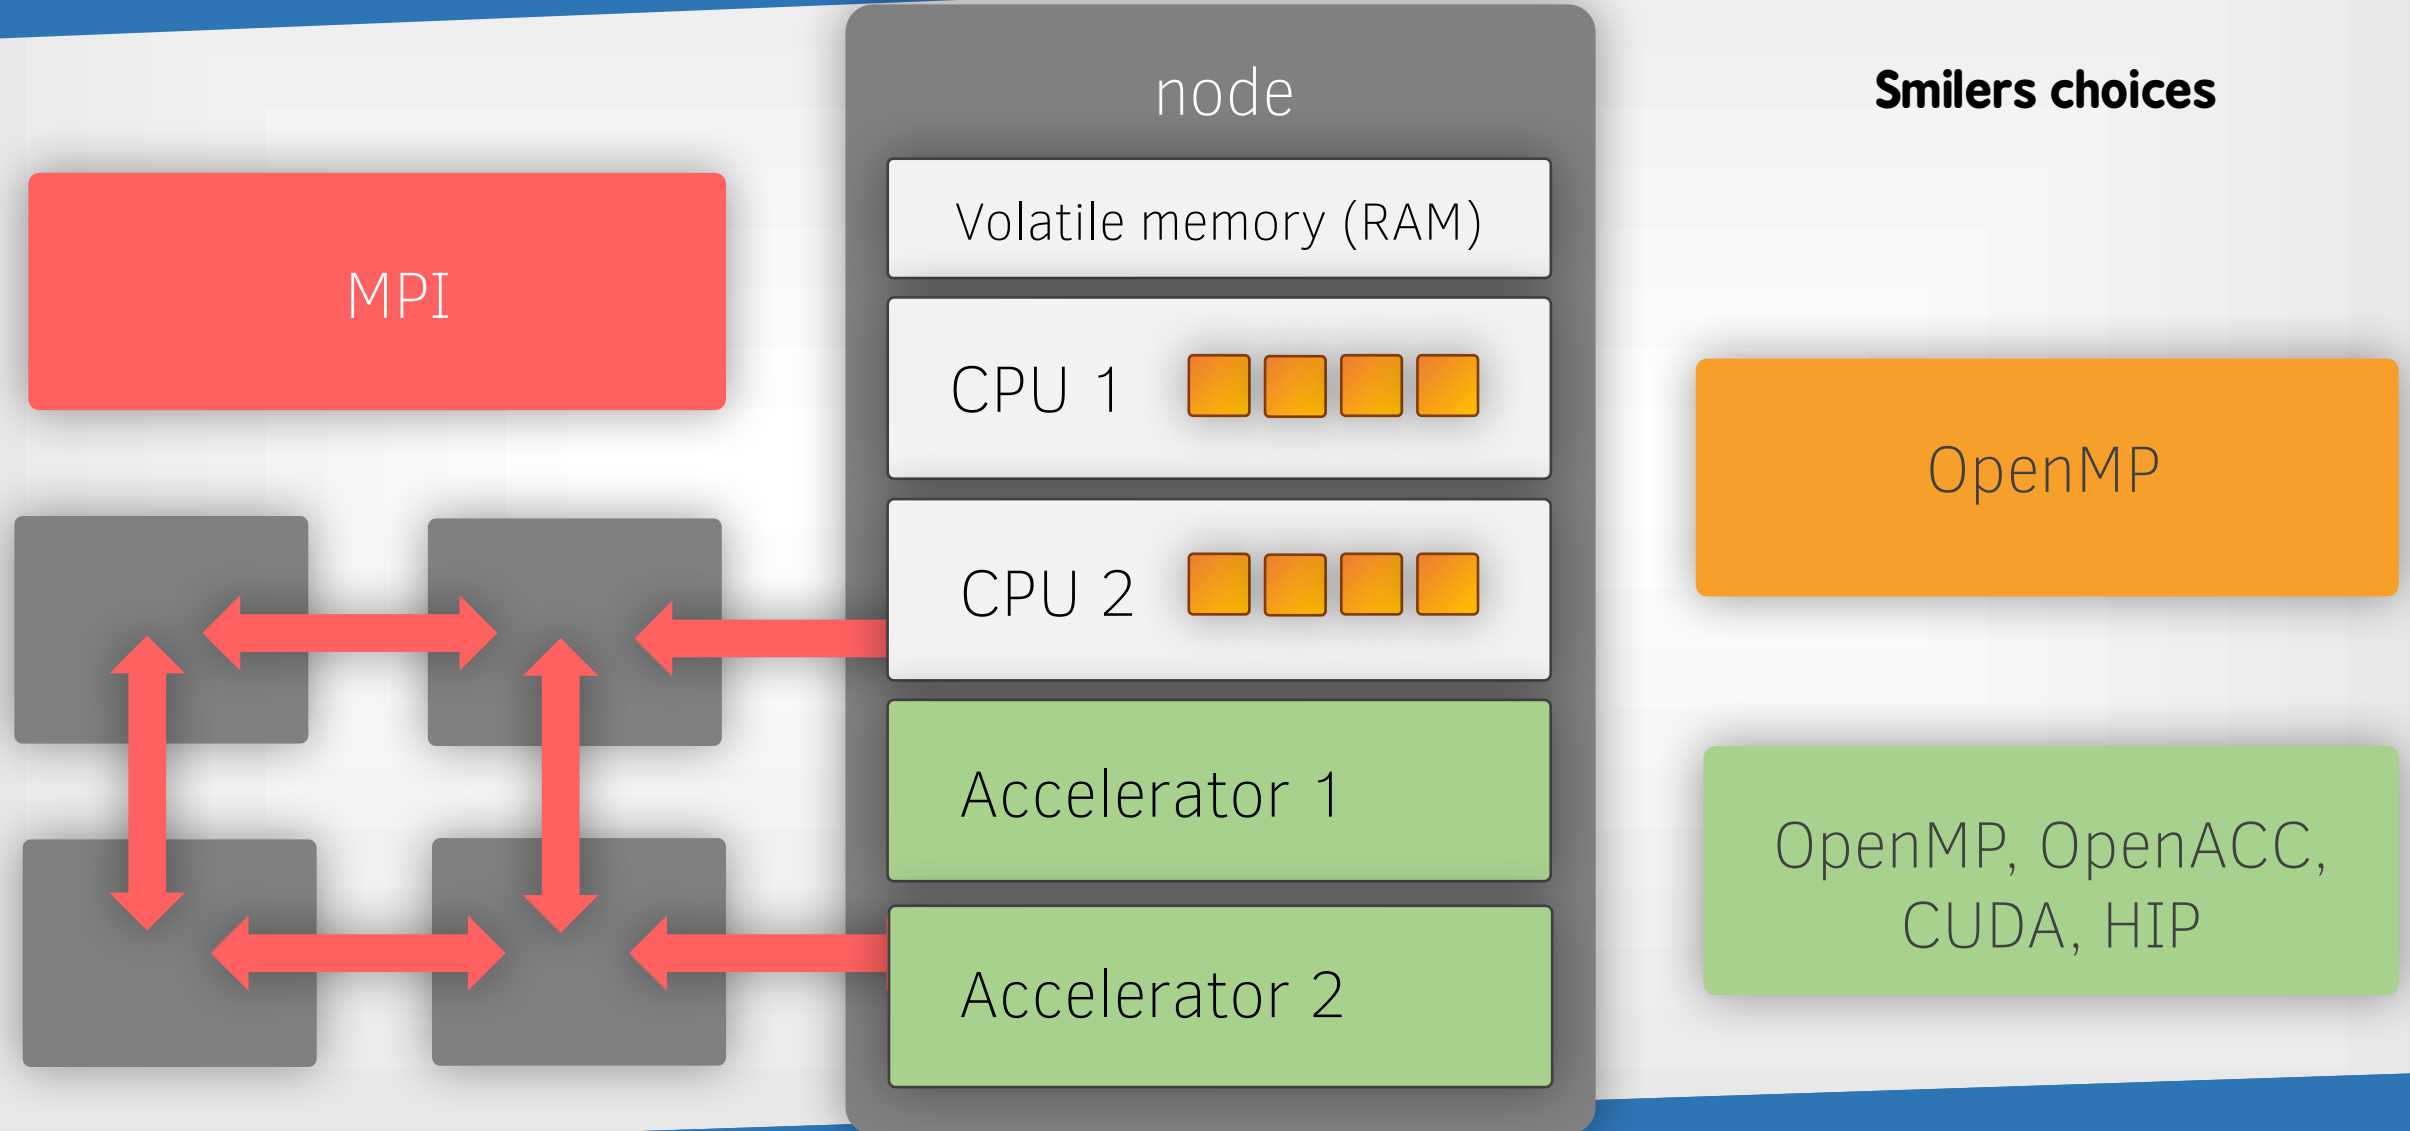 node
Smilers choices
MPI
Volatile memory (RAM)
CPU 1
CPU 2
Accelerator 1
Accelerator 2
OpenMP
OpenMP, OpenACC,
CUDA, HIP